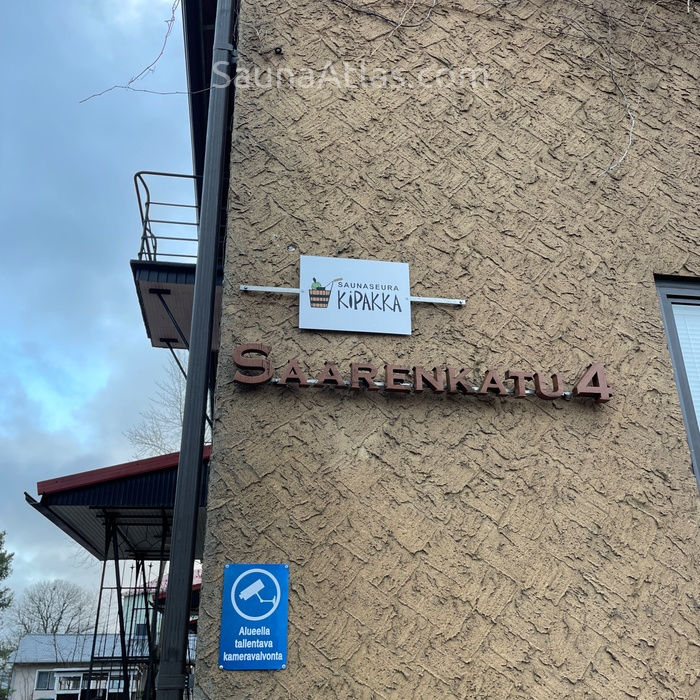 SaunaAtlas.com
SAUNASEURA
KiPAKKA
SAARENKATU 4
Alueella
tallentava
kameravalvonta